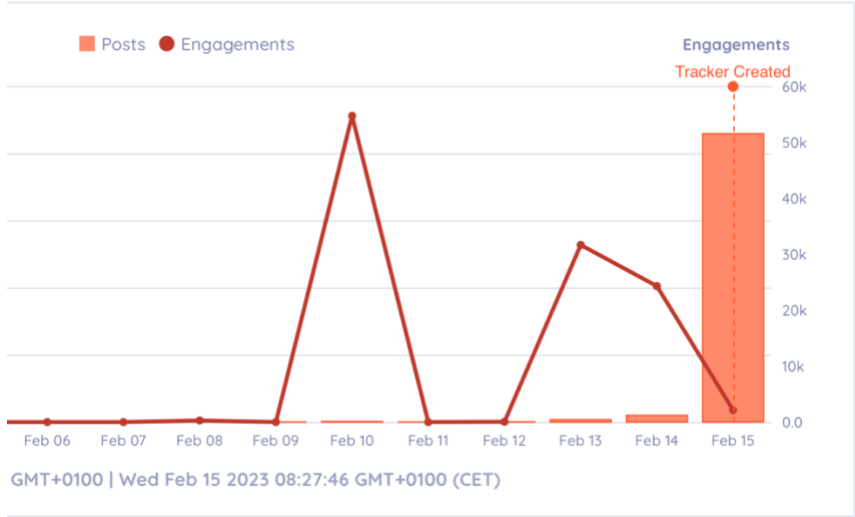 Posts Engagements Engagements
Tracker Created
60k
50k
40k
30k
20k
10k
0.0
Feb 06 Feb 07 Feb 08 Feb 09 Feb 10 Feb 11 Feb 12 Feb 13 Feb 14 Feb 15
GMT+0100 | Wed Feb 15 2023 08:27:46 GMT+0100 (CET)